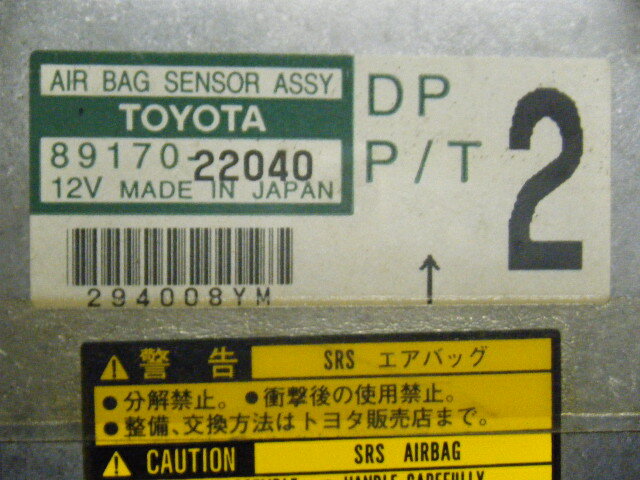 AIR BAG SENSOR ASSY
TOYOTA
89170-22040
12V MADE IN JAPAN
DP
P/T
2
↑
294008YM
警告 SRS エアバッグ
●分解禁止。 ●衝撃後の使用禁止。
●整備、交換方法はトヨタ販売店まで。
CAUTION SRS AIRBAG
HANDLE CAREFULLY